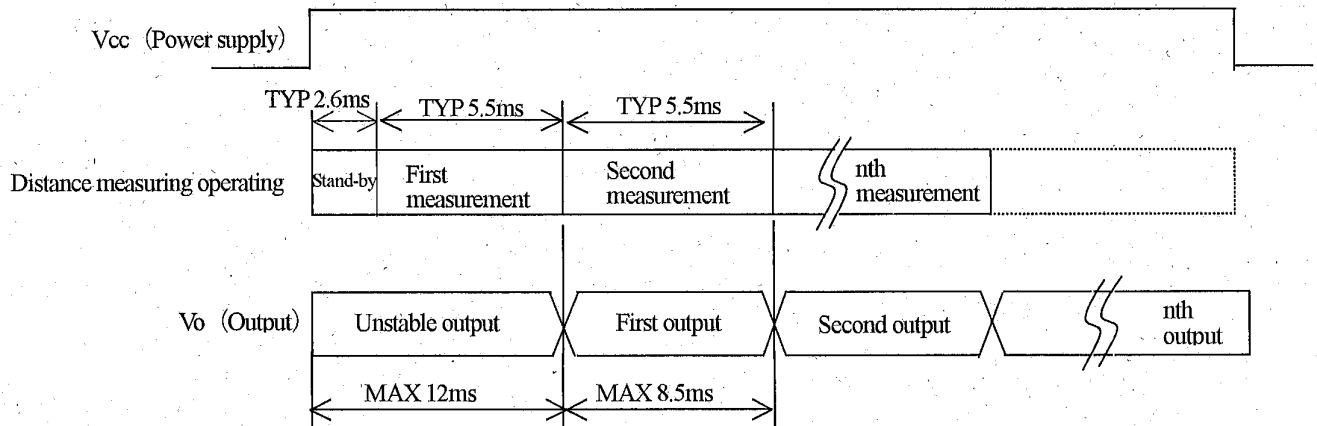 Vcc (Power supply)
TYP 2.6ms
TYP 5.5ms
TYP 5.5ms
Distance measuring operating
Stand-by
First
measurement
Second
measurement
nth
measurement
Vo (Output)
Unstable output
First output
Second output
nth
output
MAX 12ms
MAX 8.5ms